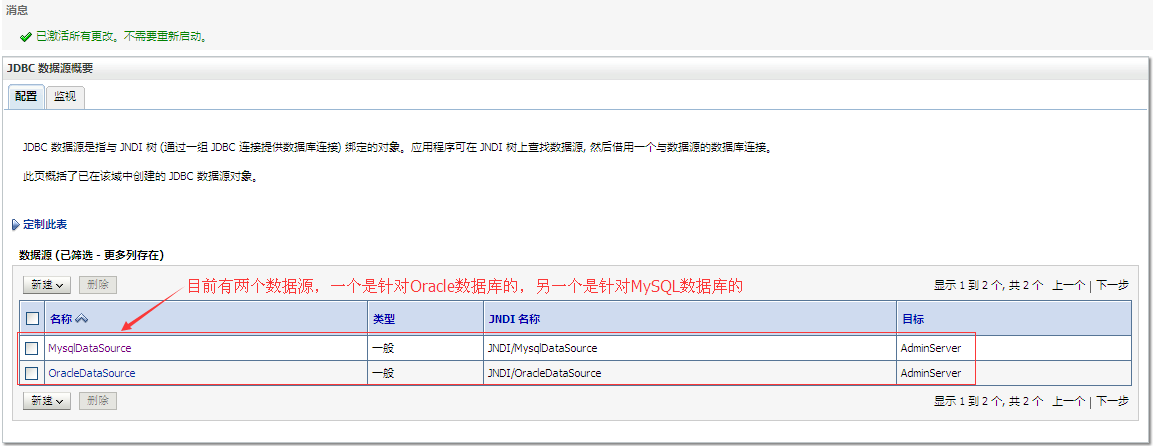 消息
已激活所有更改。不需要重新启动。
JDBC 数据源概要
配置 监视
JDBC 数据源是指与 JNDI 树 (通过一组 JDBC 连接提供数据库连接) 绑定的对象。应用程序可在 JNDI 树上查找数据源, 然后借用一个与数据源的数据库连接。
此页概括了已在该域中创建的 JDBC 数据源对象。
定制此表
数据源 (已筛选 - 更多列存在)
目前有两个数据源，一个是针对Oracle数据库的，另一个是针对MySQL数据库的
新建 删除 显示 1 到 2 个, 共 2 个 上一个 | 下一步
名称 类型 JNDI 名称 目标
MysqlDataSource 一般 JNDI/MysqlDataSource AdminServer
OracleDataSource 一般 JNDI/OracleDataSource AdminServer
新建 删除 显示 1 到 2 个, 共 2 个 上一个 | 下一步